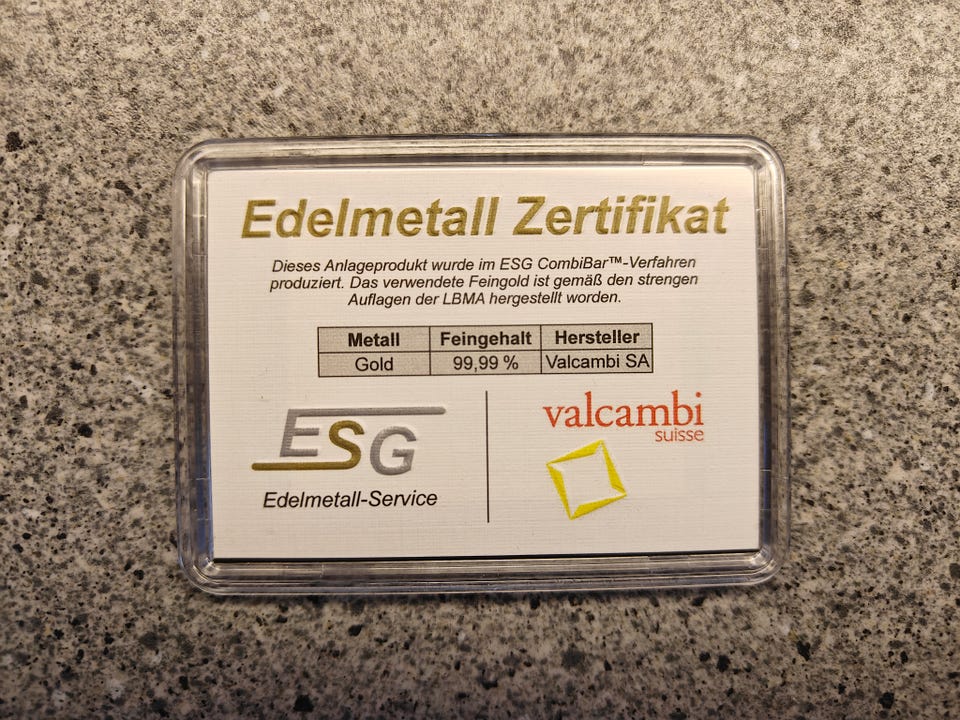 Edelmetall Zertifikat
Dieses Anlageprodukt wurde im ESG CombiBar™-Verfahren
produziert. Das verwendete Feingold ist gemäß den strengen
Auflagen der LBMA hergestellt worden.
Metall Feingehalt Hersteller
Gold 99,99 % Valcambi SA
ESG
Edelmetall-Service
valcambi
suisse